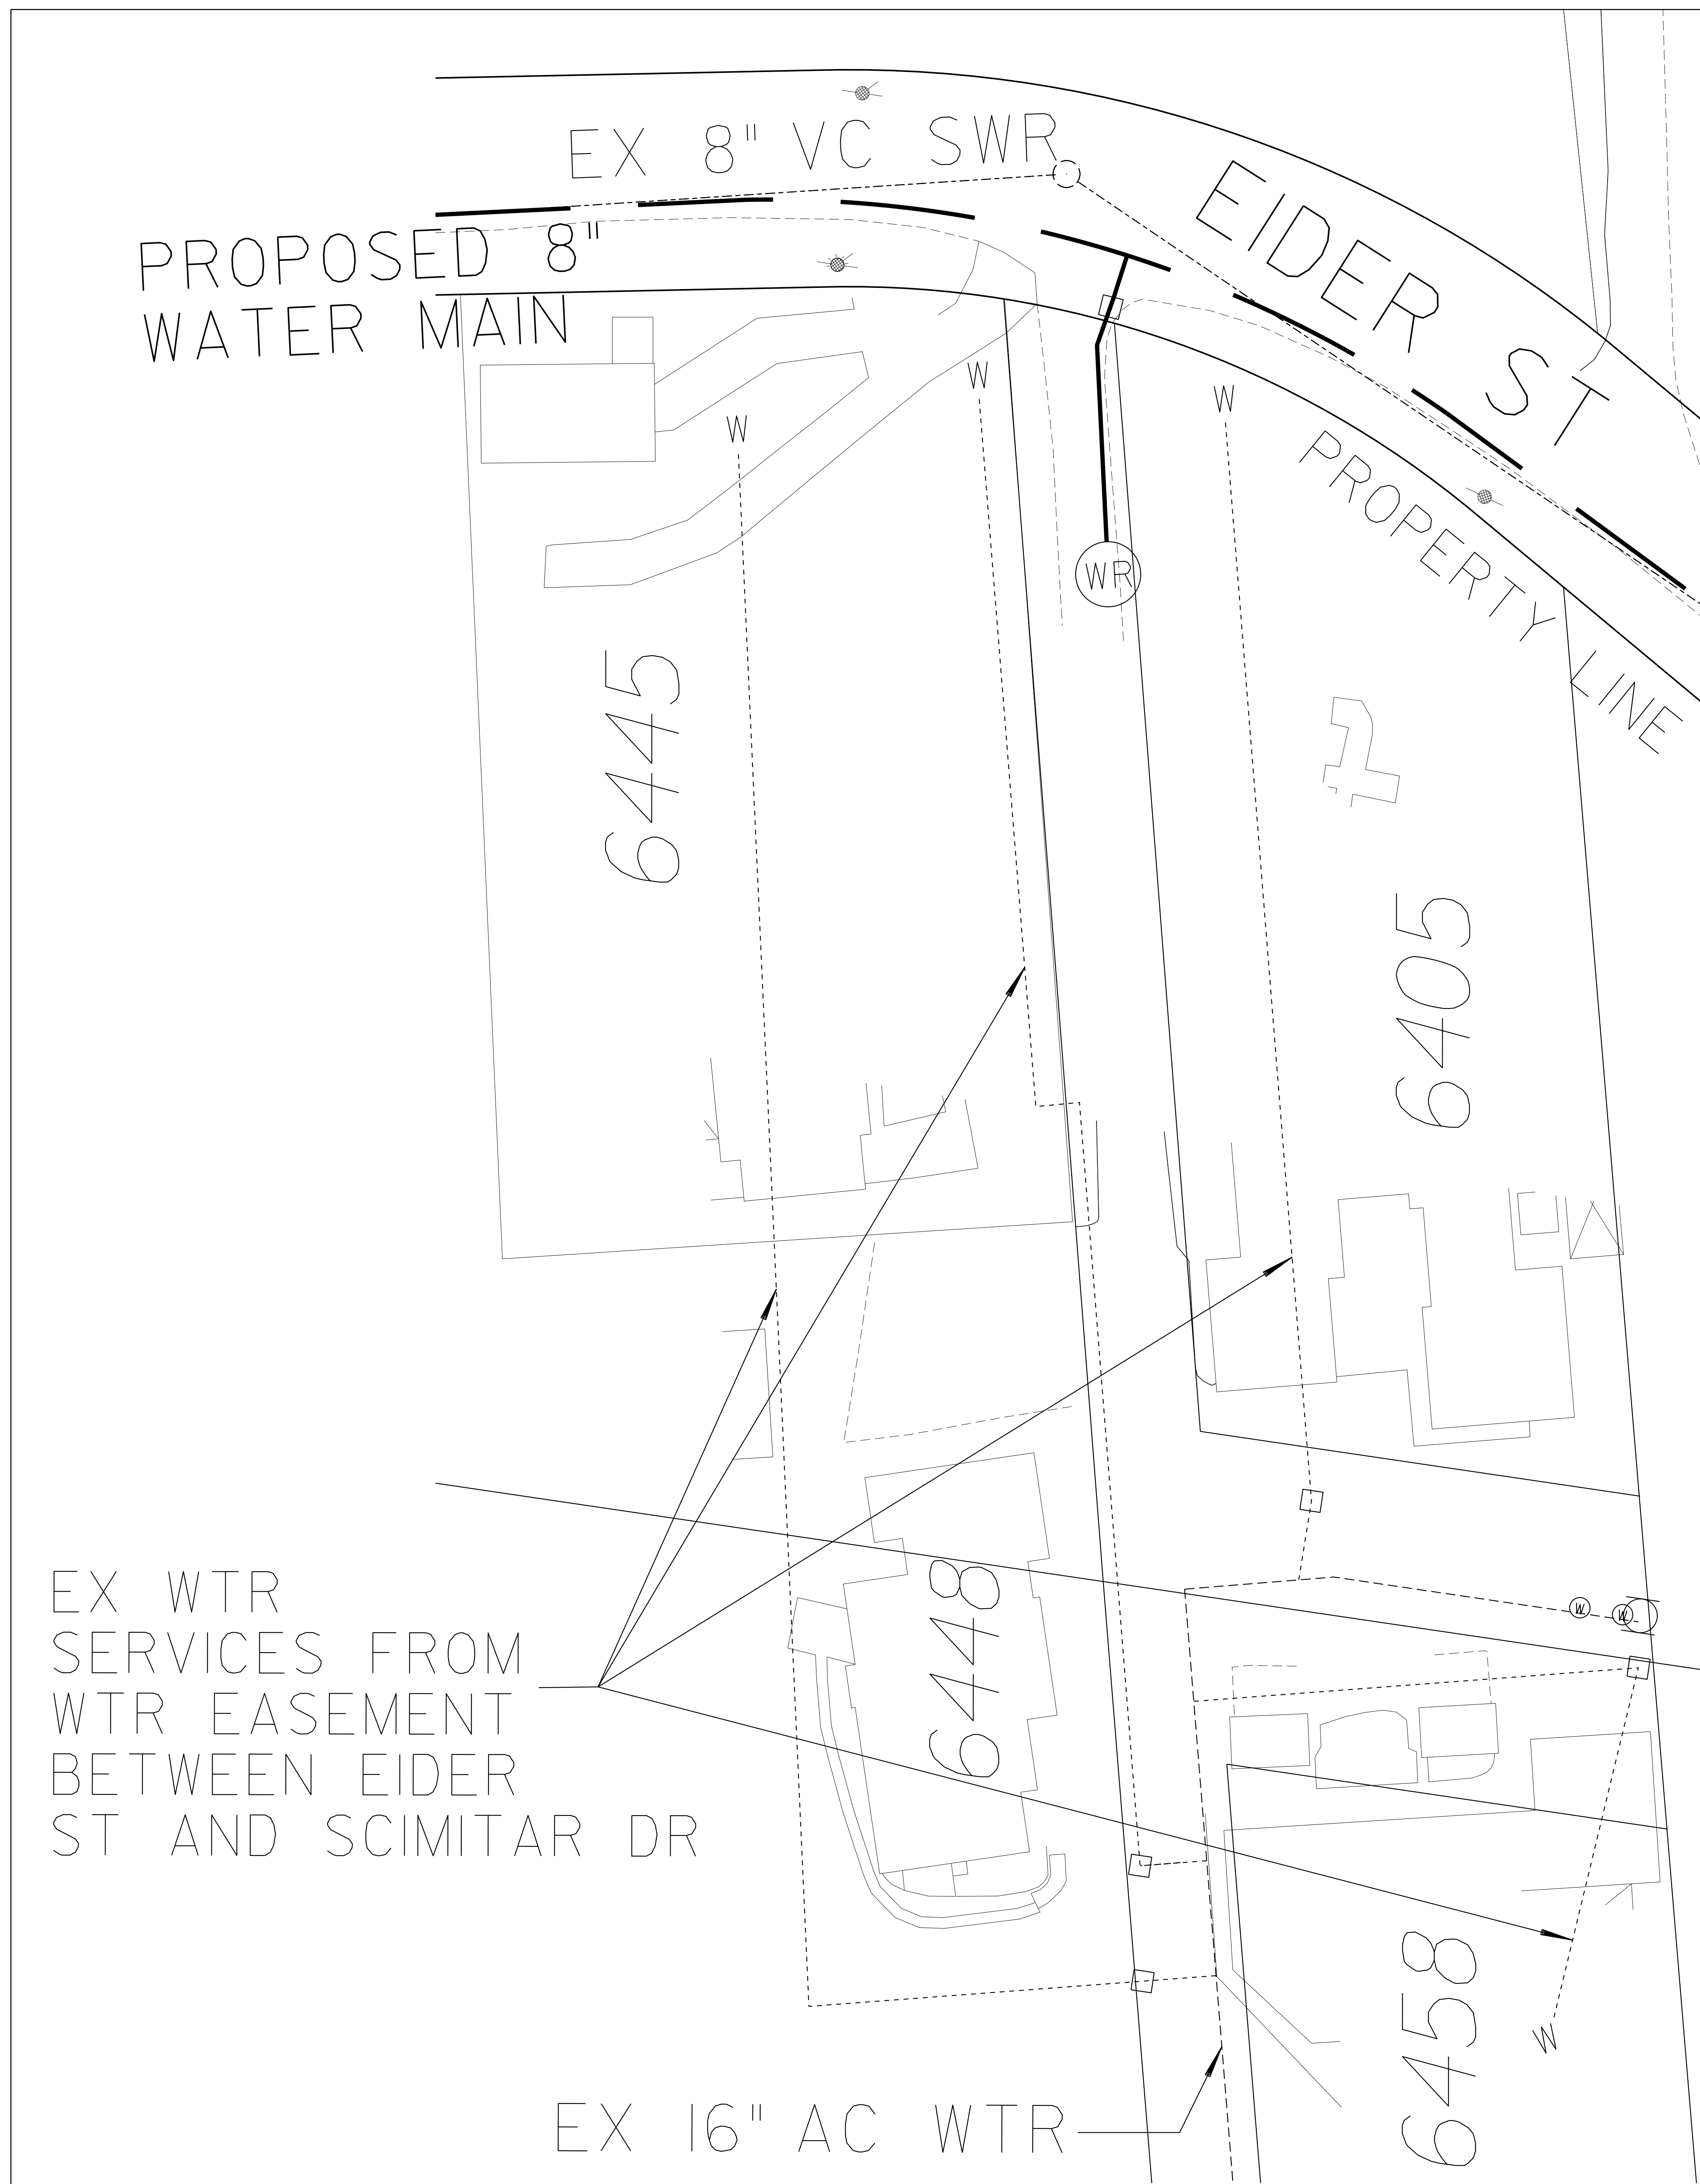 EX 8" VC SWR
EIDER ST
PROPOSED 8"
WATER MAIN
W
W
W
PROPERTY LINE
WR
6445
6405
EX WTR
SERVICES FROM
WTR EASEMENT
BETWEEN EIDER
ST AND SCIMITAR DR
6448
W
W
6458
W
EX 16" AC WTR